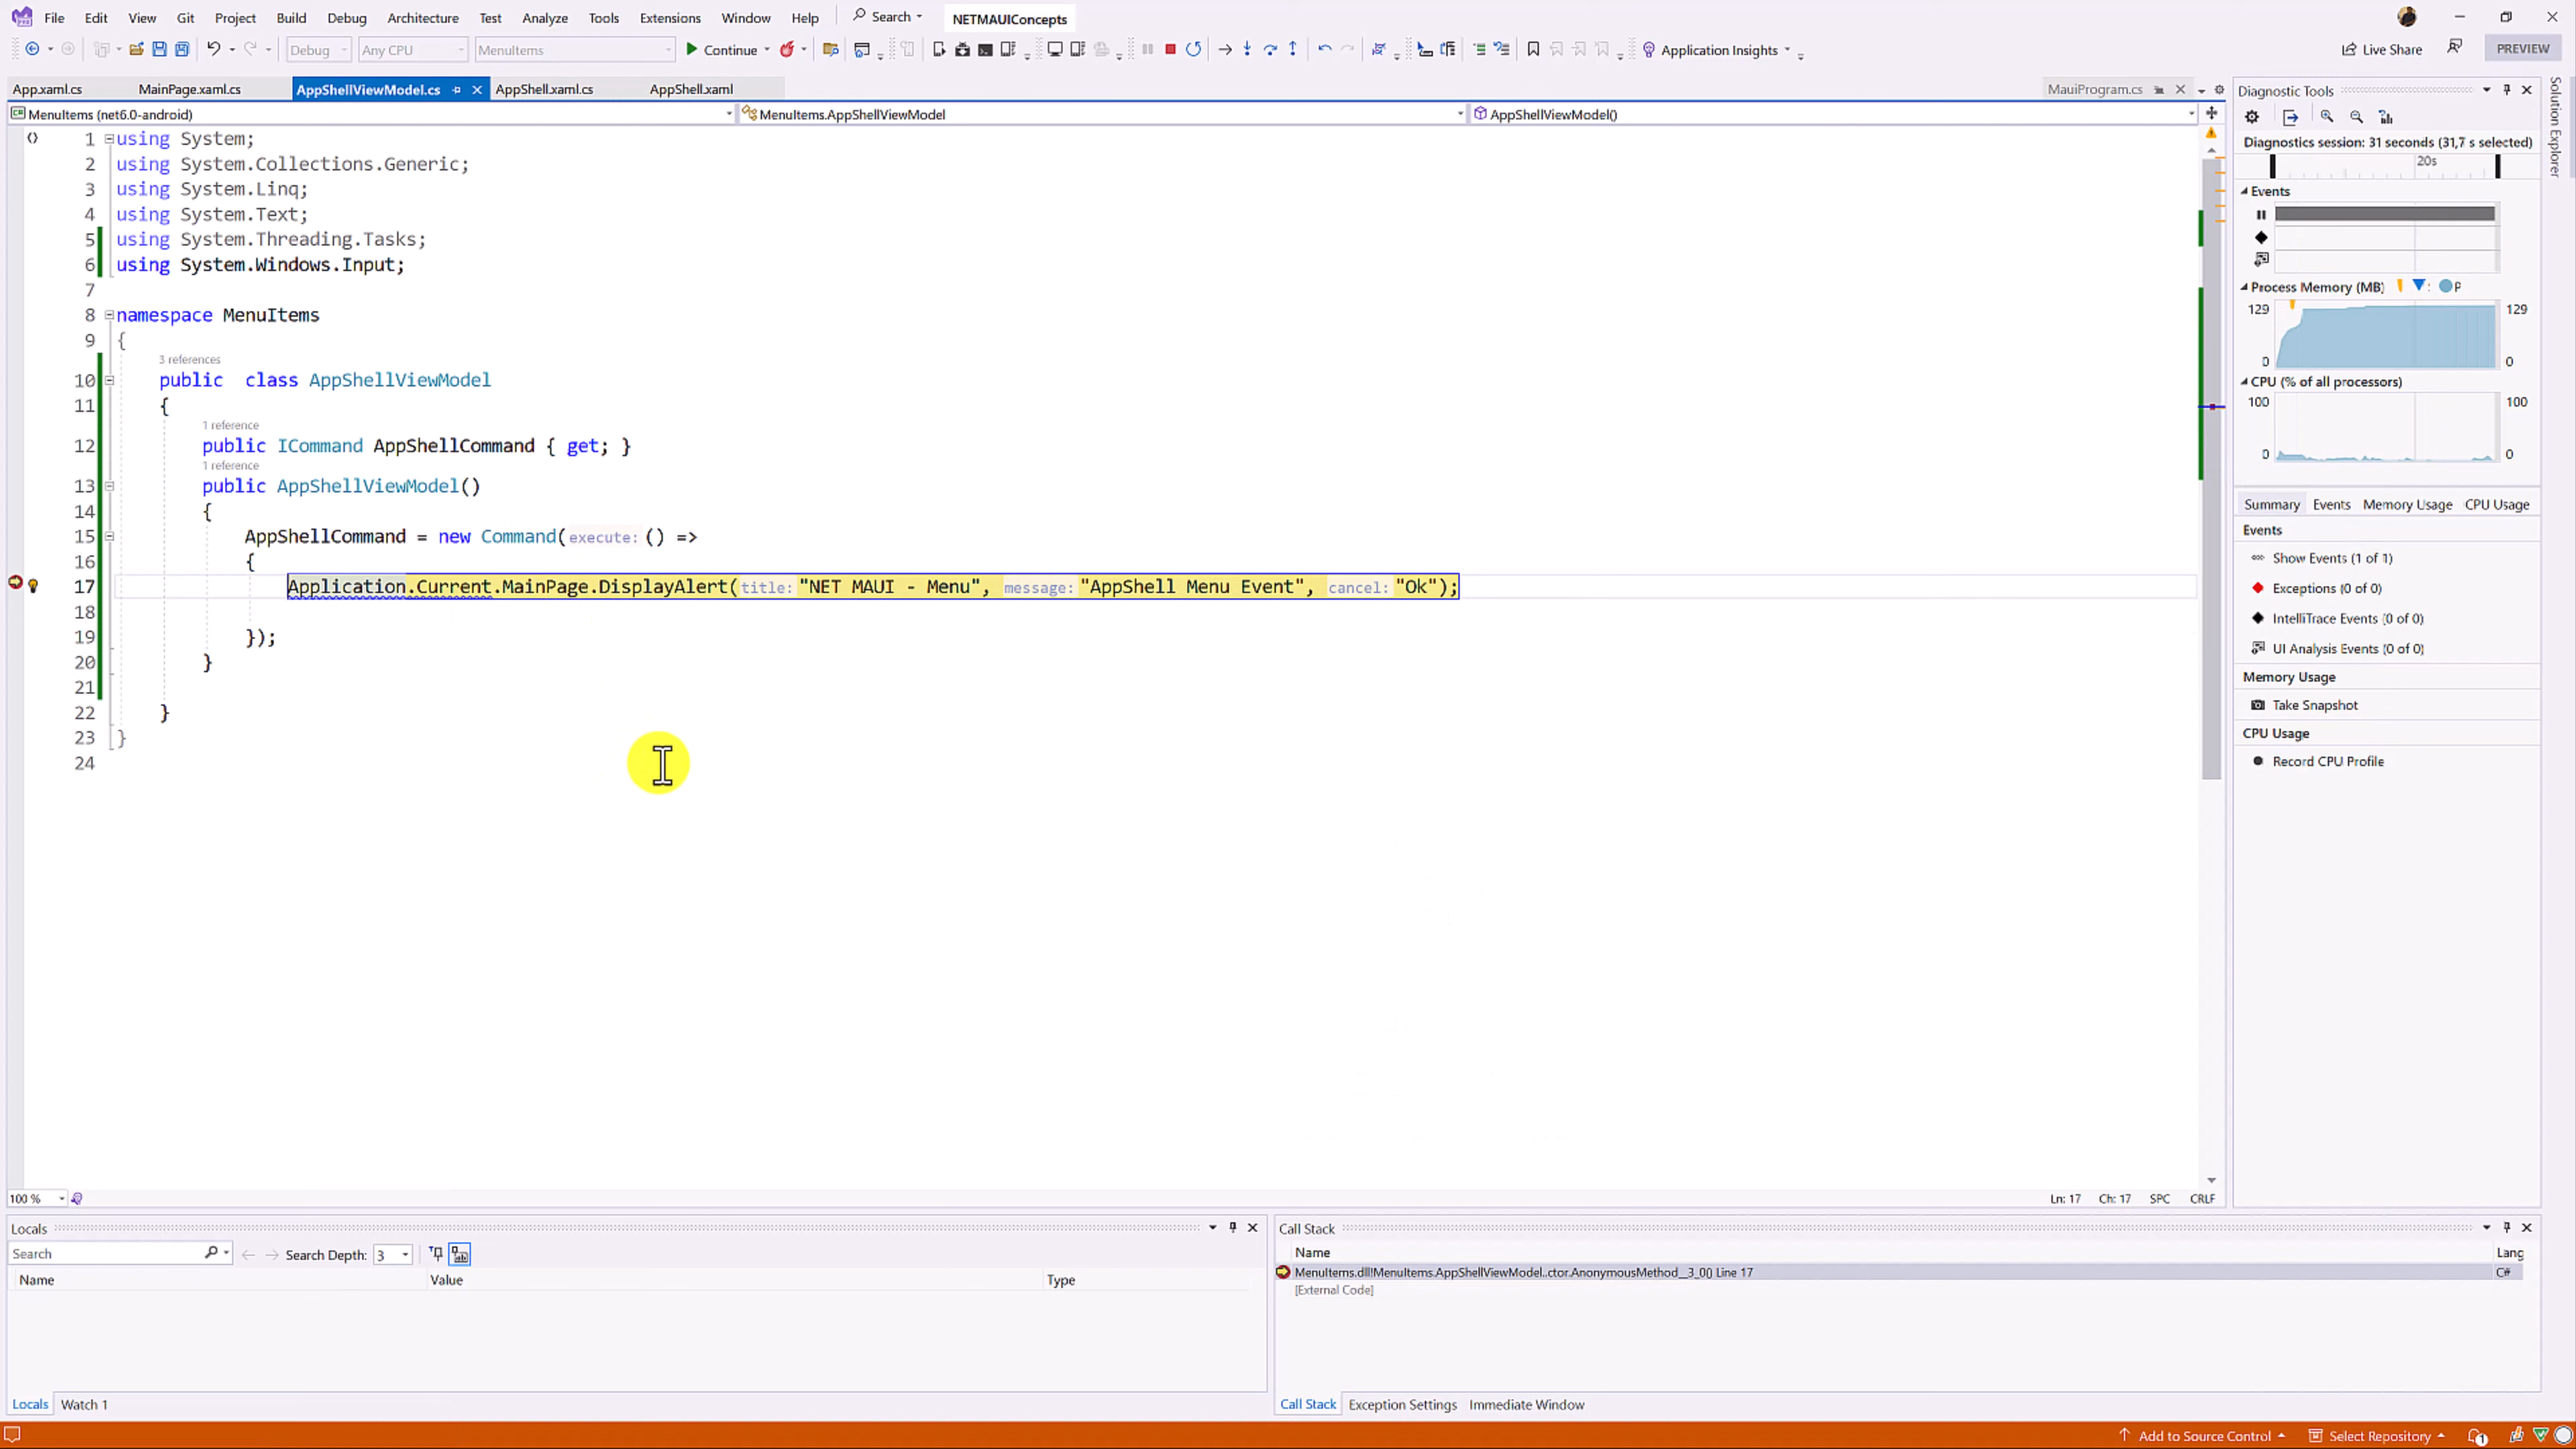 File Edit View Git Project Build Debug Architecture Test Analyze Tools Extensions Window Help Search NETMAUIConcepts
Debug Any CPU MenuItems Continue Application Insights Live Share PREVIEW
App.xaml.cs MainPage.xaml.cs AppShellViewModel.cs AppShell.xaml.cs AppShell.xaml MauiProgram.cs
MenuItems (net6.0-android) MenuItems.AppShellViewModel AppShellViewModel()
1 using System;
2 using System.Collections.Generic;
3 using System.Linq;
4 using System.Text;
5 using System.Threading.Tasks;
6 using System.Windows.Input;
7
8 namespace MenuItems
9 {
3 references
10 public class AppShellViewModel
11 {
1 reference
12 public ICommand AppShellCommand { get; }
1 reference
13 public AppShellViewModel()
14 {
15 AppShellCommand = new Command(execute: () =>
16 {
17 Application.Current.MainPage.DisplayAlert(title: "NET MAUI - Menu", message: "AppShell Menu Event", cancel: "Ok");
18
19 });
20 }
21
22 }
23 }
24
100 % Ln: 17 Ch: 17 SPC CRLF
Diagnostic Tools
Diagnostics session: 31 seconds (31,7 s selected)
20s
Events
Process Memory (MB) P
129 129
0 0
CPU (% of all processors)
100 100
0 0
Summary Events Memory Usage CPU Usage
Events
Show Events (1 of 1)
Exceptions (0 of 0)
IntelliTrace Events (0 of 0)
UI Analysis Events (0 of 0)
Memory Usage
Take Snapshot
CPU Usage
Record CPU Profile
Solution Explorer
Locals
Search Search Depth: 3
Name Value Type
Locals Watch 1
Call Stack
Name Lang
MenuItems.dll!MenuItems.AppShellViewModel..ctor.AnonymousMethod__3_0() Line 17 C#
[External Code]
Call Stack Exception Settings Immediate Window
Add to Source Control Select Repository 1